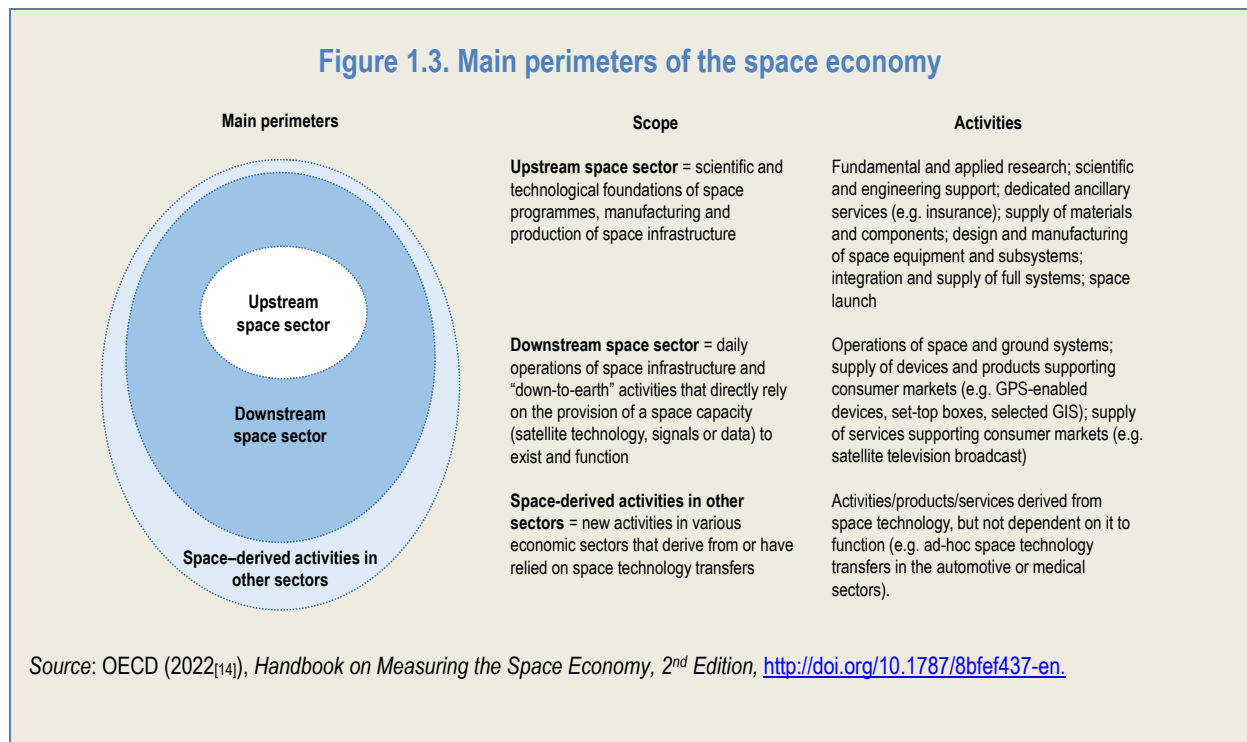 Figure 1.3. Main perimeters of the space economy
Main perimeters
Scope
Activities
Upstream
space sector
Downstream
space sector
Space–derived activities in
other sectors
Upstream space sector = scientific and
technological foundations of space
programmes, manufacturing and
production of space infrastructure
Fundamental and applied research; scientific
and engineering support; dedicated ancillary
services (e.g. insurance); supply of materials
and components; design and manufacturing
of space equipment and subsystems;
integration and supply of full systems; space
launch
Downstream space sector = daily
operations of space infrastructure and
“down-to-earth” activities that directly rely
on the provision of a space capacity
(satellite technology, signals or data) to
exist and function
Operations of space and ground systems;
supply of devices and products supporting
consumer markets (e.g. GPS-enabled
devices, set-top boxes, selected GIS); supply
of services supporting consumer markets (e.g.
satellite television broadcast)
Space-derived activities in other
sectors = new activities in various
economic sectors that derive from or have
relied on space technology transfers
Activities/products/services derived from
space technology, but not dependent on it to
function (e.g. ad-hoc space technology
transfers in the automotive or medical
sectors).
Source: OECD (2022[14]), Handbook on Measuring the Space Economy, 2nd Edition, http://doi.org/10.1787/8bfef437-en.